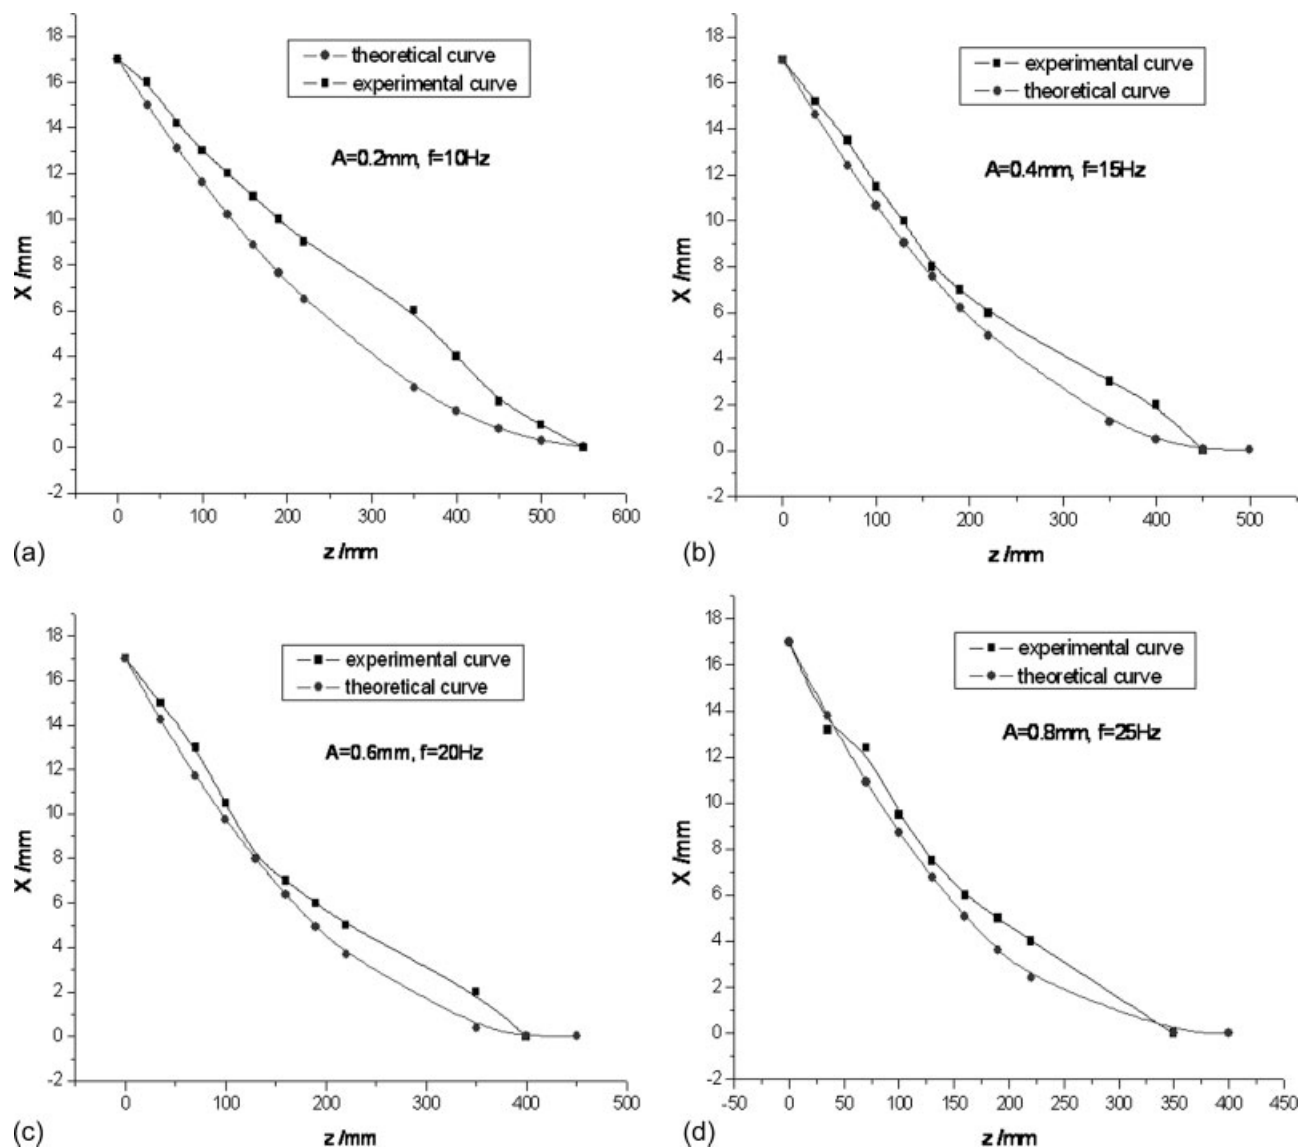 18
16
14
12
10
8
6
4
2
0
-2
X /mm
theoretical curve
experimental curve
A=0.2mm, f=10Hz
0 100 200 300 400 500 600
z /mm
(a)
18
16
14
12
10
8
6
4
2
0
-2
X /mm
experimental curve
theoretical curve
A=0.4mm, f=15Hz
0 100 200 300 400 500
z /mm
(b)
18
16
14
12
10
8
6
4
2
0
-2
X /mm
experimental curve
theoretical curve
A=0.6mm, f=20Hz
0 100 200 300 400 500
z /mm
(c)
18
16
14
12
10
8
6
4
2
0
-2
X /mm
experimental curve
theoretical curve
A=0.8mm, f=25Hz
-50 0 50 100 150 200 250 300 350 400 450
z /mm
(d)